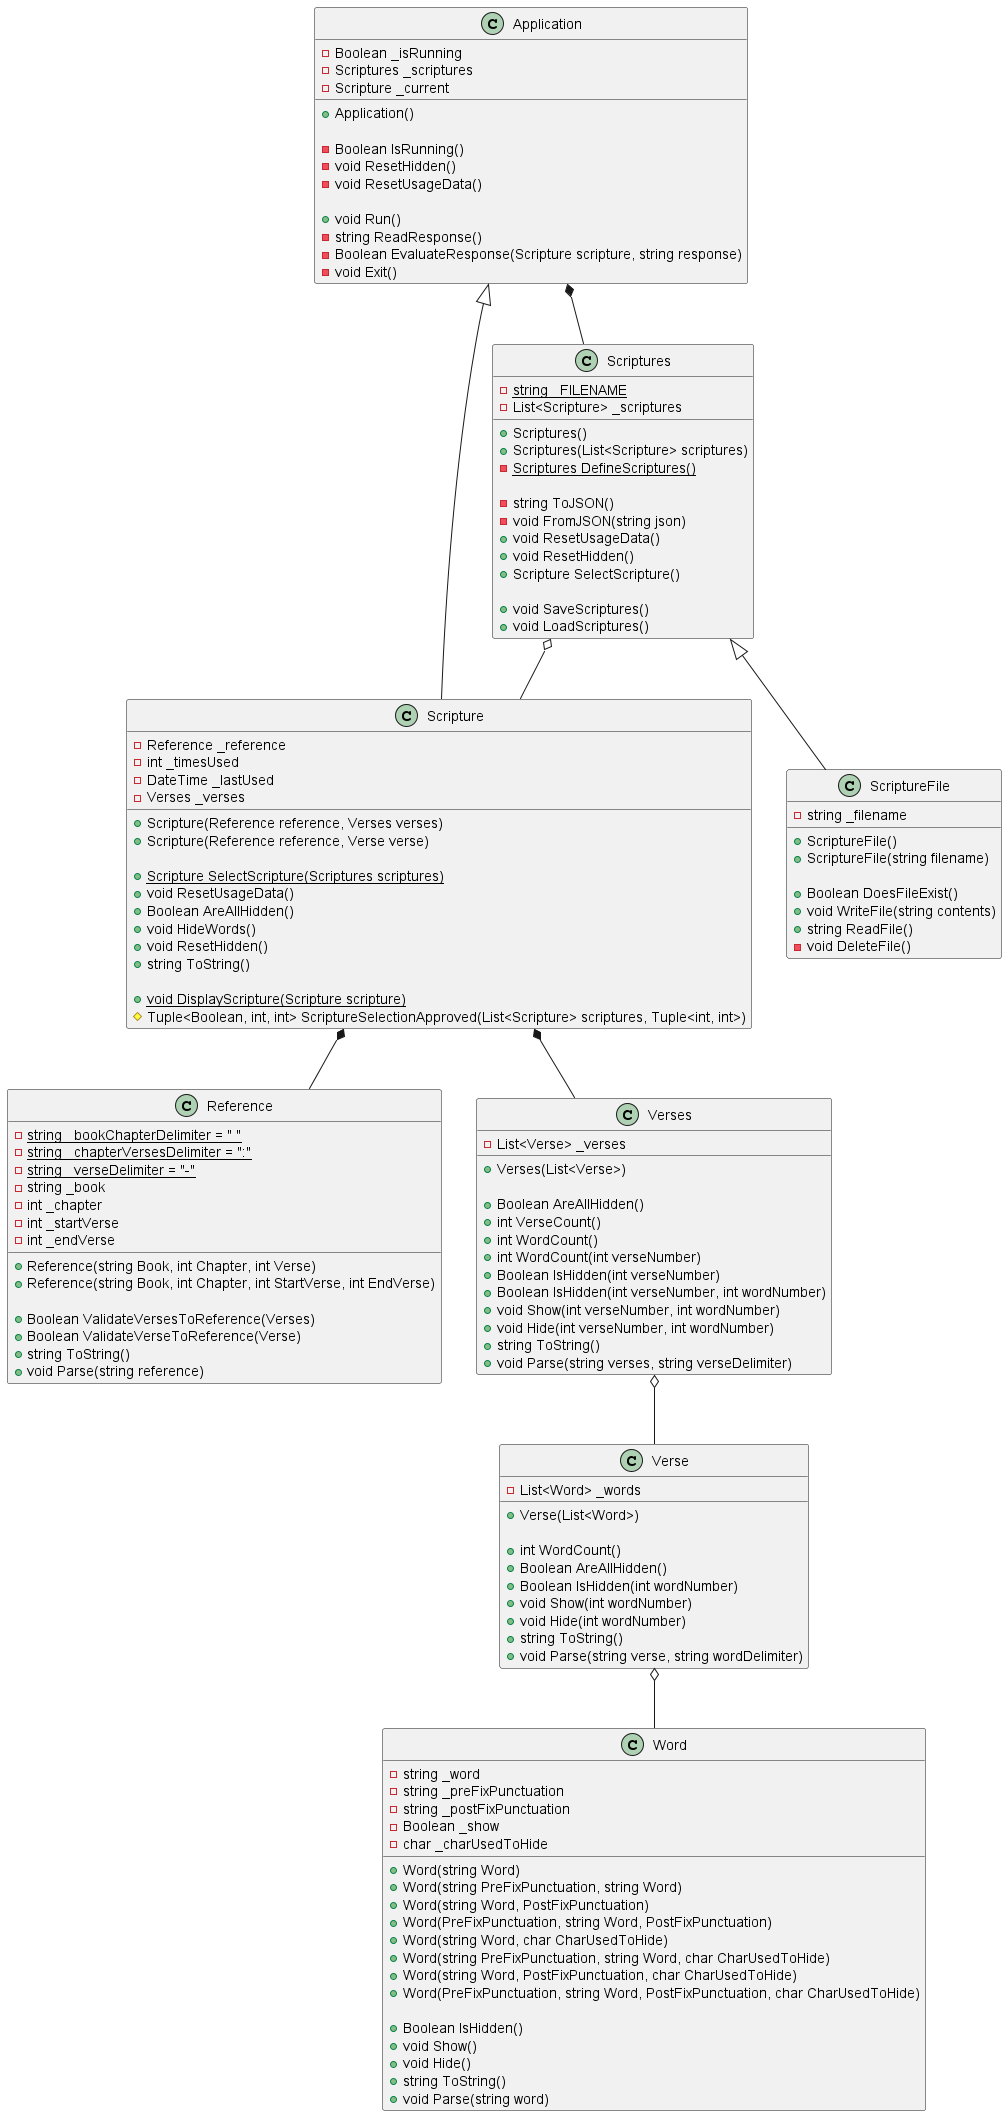 C Application
Boolean _isRunning
Scriptures _scriptures
Scripture _current
Application()
Boolean IsRunning()
void ResetHidden()
void ResetUsageData()
void Run()
string ReadResponse()
Boolean EvaluateResponse(Scripture scripture, string response)
void Exit()
C Scriptures
string _FILENAME
List<Scripture> _scriptures
Scriptures()
Scriptures(List<Scripture> scriptures)
Scriptures DefineScriptures()
string ToJSON()
void FromJSON(string json)
void ResetUsageData()
void ResetHidden()
Scripture SelectScripture()
void SaveScriptures()
void LoadScriptures()
C Scripture
Reference _reference
int _timesUsed
DateTime _lastUsed
Verses _verses
Scripture(Reference reference, Verses verses)
Scripture(Reference reference, Verse verse)
Scripture SelectScripture(Scriptures scriptures)
void ResetUsageData()
Boolean AreAllHidden()
void HideWords()
void ResetHidden()
string ToString()
void DisplayScripture(Scripture scripture)
Tuple<Boolean, int, int> ScriptureSelectionApproved(List<Scripture> scriptures, Tuple<int, int>)
C ScriptureFile
string _filename
ScriptureFile()
ScriptureFile(string filename)
Boolean DoesFileExist()
void WriteFile(string contents)
string ReadFile()
void DeleteFile()
C Reference
string _bookChapterDelimiter = " "
string _chapterVersesDelimiter = ":"
string _verseDelimiter = "-"
string _book
int _chapter
int _startVerse
int _endVerse
Reference(string Book, int Chapter, int Verse)
Reference(string Book, int Chapter, int StartVerse, int EndVerse)
Boolean ValidateVersesToReference(Verses)
Boolean ValidateVerseToReference(Verse)
string ToString()
void Parse(string reference)
C Verses
List<Verse> _verses
Verses(List<Verse>)
Boolean AreAllHidden()
int VerseCount()
int WordCount()
int WordCount(int verseNumber)
Boolean IsHidden(int verseNumber)
Boolean IsHidden(int verseNumber, int wordNumber)
void Show(int verseNumber, int wordNumber)
void Hide(int verseNumber, int wordNumber)
string ToString()
void Parse(string verses, string verseDelimiter)
C Verse
List<Word> _words
Verse(List<Word>)
int WordCount()
Boolean AreAllHidden()
Boolean IsHidden(int wordNumber)
void Show(int wordNumber)
void Hide(int wordNumber)
string ToString()
void Parse(string verse, string wordDelimiter)
C Word
string _word
string _preFixPunctuation
string _postFixPunctuation
Boolean _show
char _charUsedToHide
Word(string Word)
Word(string PreFixPunctuation, string Word)
Word(string Word, PostFixPunctuation)
Word(PreFixPunctuation, string Word, PostFixPunctuation)
Word(string Word, char CharUsedToHide)
Word(string PreFixPunctuation, string Word, char CharUsedToHide)
Word(string Word, PostFixPunctuation, char CharUsedToHide)
Word(PreFixPunctuation, string Word, PostFixPunctuation, char CharUsedToHide)
Boolean IsHidden()
void Show()
void Hide()
string ToString()
void Parse(string word)